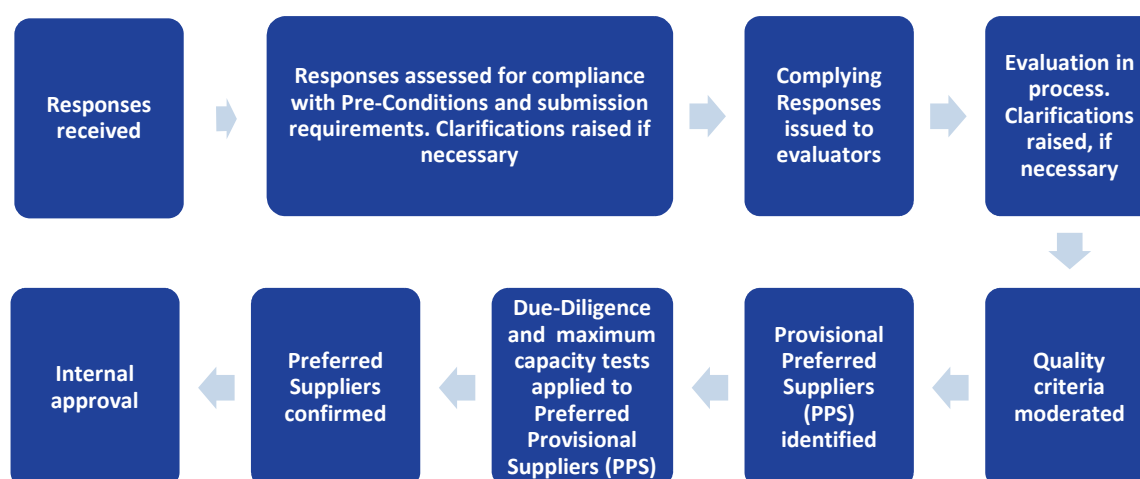 Responses
received
Responses assessed for compliance
with Pre-Conditions and submission
requirements. Clarifications raised if
necessary
Complying
Responses
issued to
evaluators
Evaluation in
process.
Clarifications
raised, if
necessary
Quality
criteria
moderated
Provisional
Preferred
Suppliers
(PPS)
identified
Due-Diligence
and maximum
capacity tests
applied to
Preferred
Provisional
Suppliers (PPS)
Preferred
Suppliers
confirmed
Internal
approval